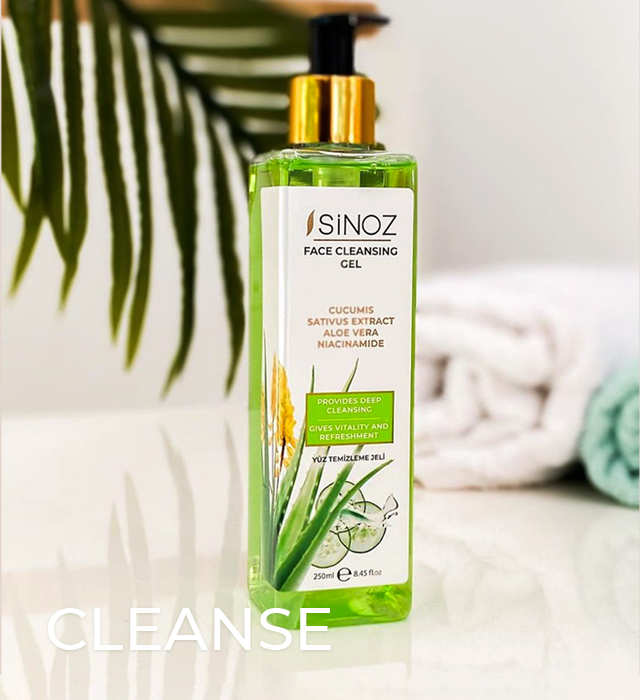 SiNOZ
FACE CLEANSING
GEL
CUCUMIS
SATIVUS EXTRACT
ALOE VERA
NIACINAMIDE
PROVIDES DEEP
CLEANSING
GIVES VITALITY AND
REFRESHMENT
YÜZ TEMİZLEME JELİ
250ml ℮ 8.45 fl.oz
CLEANSE